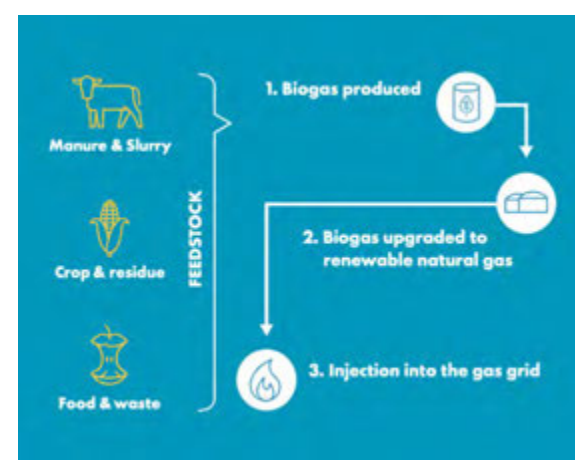 Manure & Slurry
Crop & residue
Food & waste
FEEDSTOCK
1. Biogas produced
2. Biogas upgraded to
renewable natural gas
3. Injection into the gas grid